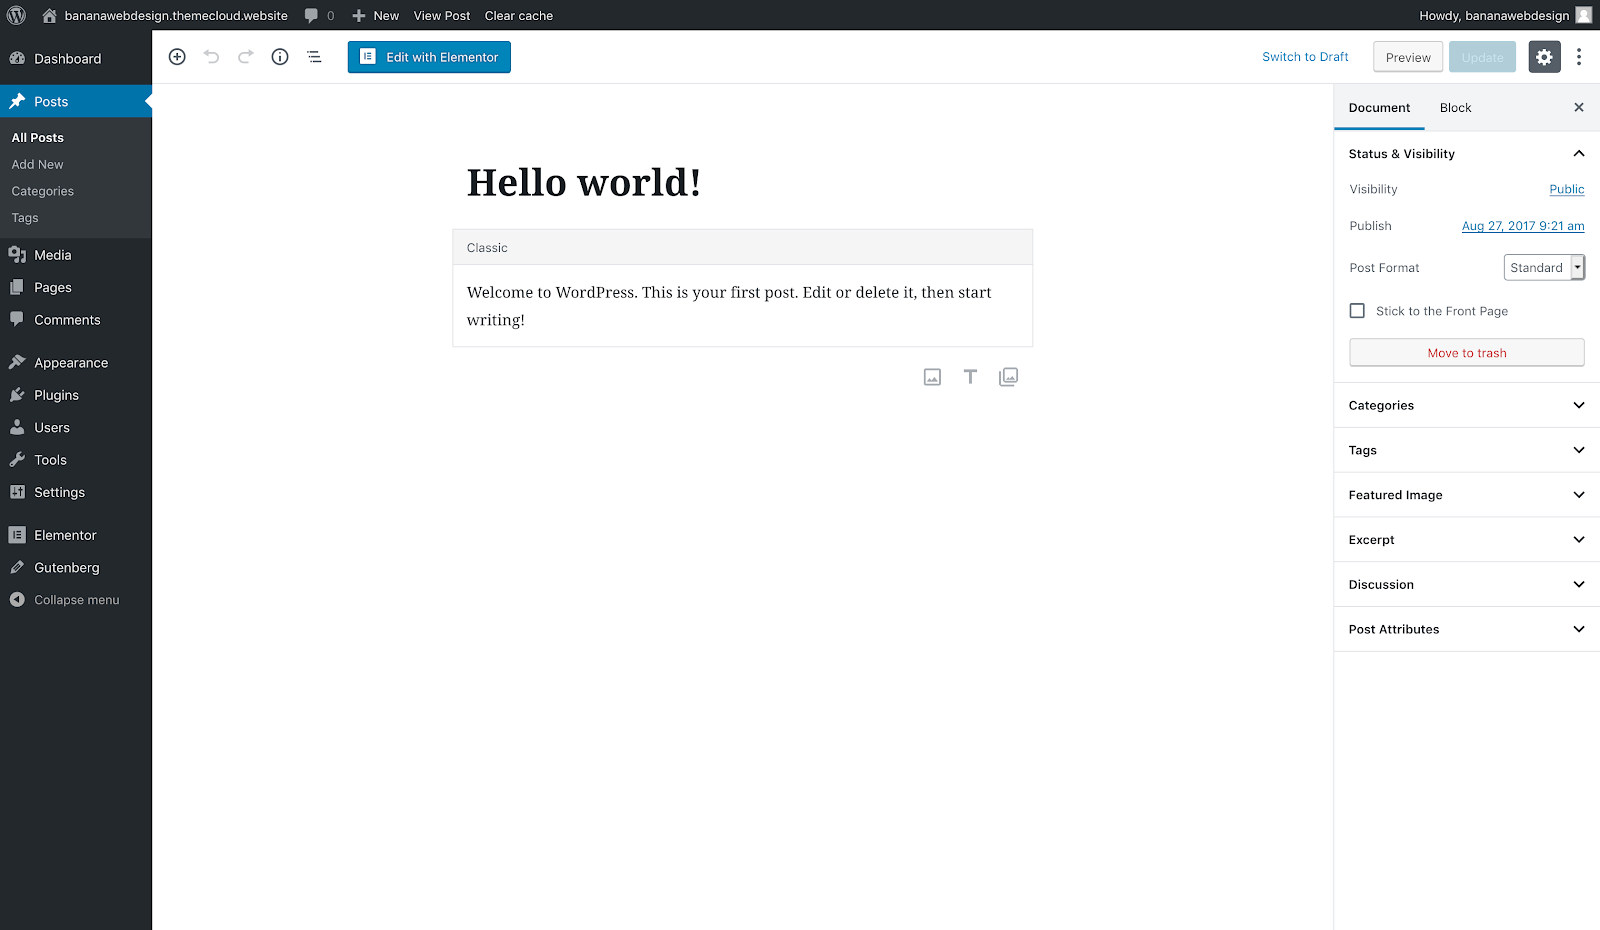 bananawebdesign.themecloud.website 0 New View Post Clear cache Howdy, bananawebdesign
Dashboard
Posts
All Posts
Add New
Categories
Tags
Media
Pages
Comments
Appearance
Plugins
Users
Tools
Settings
Elementor
Gutenberg
Collapse menu
Edit with Elementor Switch to Draft Preview Update
Hello world!
Classic
Welcome to WordPress. This is your first post. Edit or delete it, then start
writing!
Document Block
Status & Visibility
Visibility Public
Publish Aug 27, 2017 9:21 am
Post Format Standard
Stick to the Front Page
Move to trash
Categories
Tags
Featured Image
Excerpt
Discussion
Post Attributes